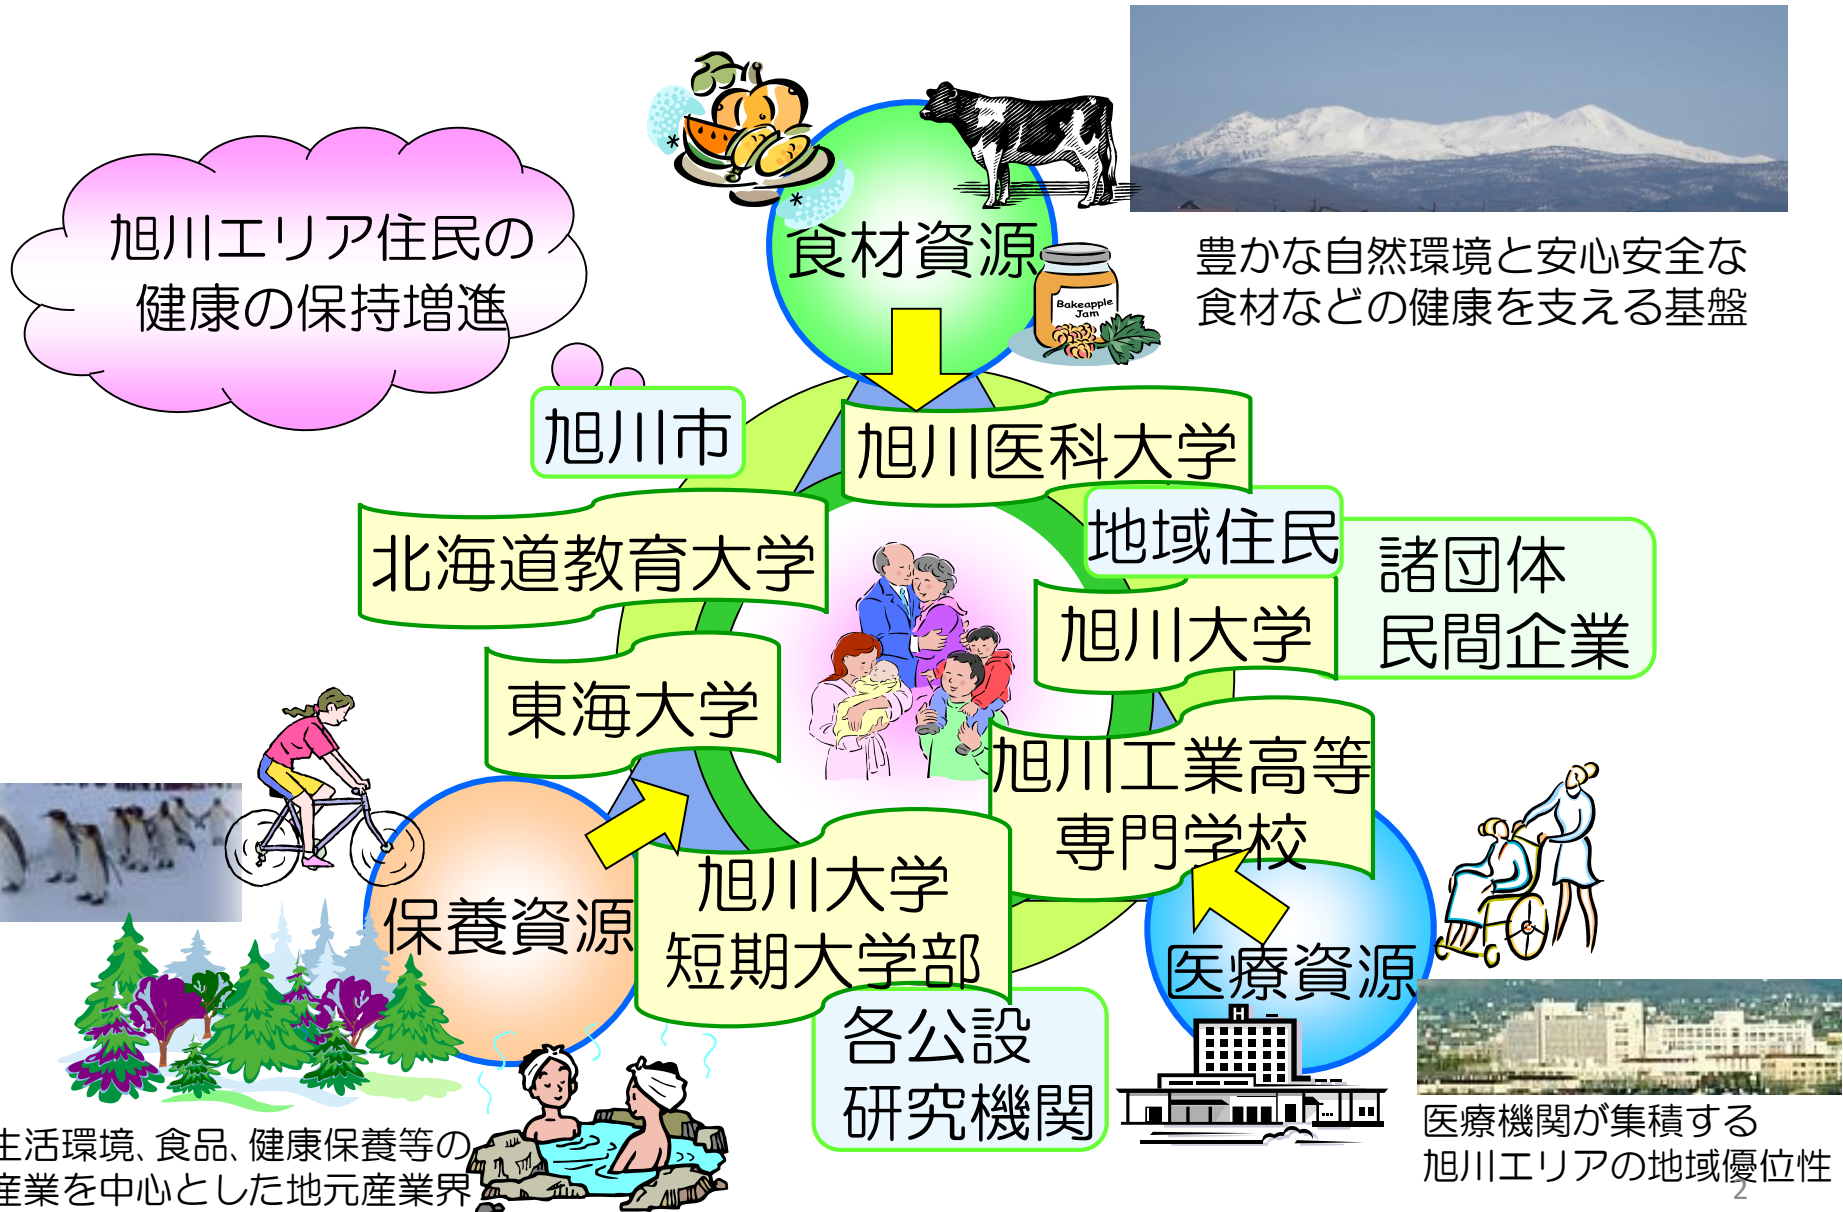 旭川エリア住民の
健康の保持増進
食材資源
Bakeapple
Jam
豊かな自然環境と安心安全な
食材などの健康を支える基盤
旭川市
旭川医科大学
北海道教育大学
地域住民
諸団体
民間企業
旭川大学
東海大学
旭川工業高等
専門学校
旭川大学
短期大学部
保養資源
医療資源
H
各公設
研究機関
生活環境、食品、健康保養等の
産業を中心とした地元産業界
医療機関が集積する
旭川エリアの地域優位性
2